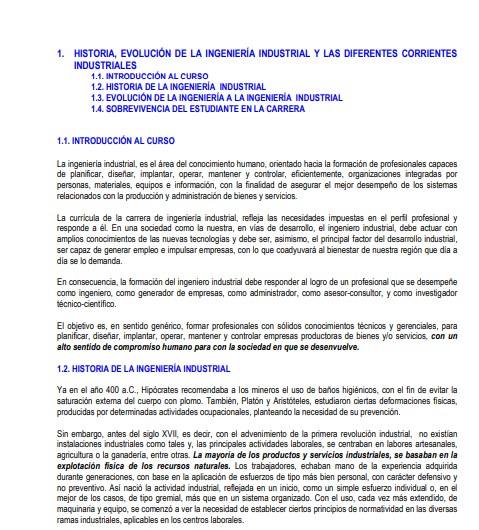 1. HISTORIA, EVOLUCIÓN DE LA INGENIERÍA INDUSTRIAL Y LAS DIFERENTES CORRIENTES
INDUSTRIALES
1.1. INTRODUCCIÓN AL CURSO
1.2. HISTORIA DE LA INGENIERÍA INDUSTRIAL
1.3. EVOLUCIÓN DE LA INGENIERÍA A LA INGENIERÍA INDUSTRIAL
1.4. SOBREVIVENCIA DEL ESTUDIANTE EN LA CARRERA
1.1. INTRODUCCIÓN AL CURSO
La ingeniería industrial, es el área del conocimiento humano, orientado hacia la formación de profesionales capaces
de planificar, diseñar, implantar, operar, mantener y controlar, eficientemente, organizaciones integradas por
personas, materiales, equipos e información, con la finalidad de asegurar el mejor desempeño de los sistemas
relacionados con la producción y administración de bienes y servicios.
La currícula de la carrera de ingeniería industrial, refleja las necesidades impuestas en el perfil profesional y
responde a él. En una sociedad como la nuestra, en vías de desarrollo, el ingeniero industrial, debe actuar con
amplios conocimientos de las nuevas tecnologías y debe ser, asimismo, el principal factor del desarrollo industrial,
ser capaz de generar empleo e impulsar empresas, con lo que coadyuvará al bienestar de nuestra región que día a
día se lo demanda.
En consecuencia, la formación del ingeniero industrial debe responder al logro de un profesional que se desempeñe
como ingeniero, como generador de empresas, como administrador, como asesor-consultor, y como investigador
técnico-científico.
El objetivo es, en sentido genérico, formar profesionales con sólidos conocimientos técnicos y gerenciales, para
planificar, diseñar, implantar, operar, mantener y controlar empresas productoras de bienes y/o servicios, con un
alto sentido de compromiso humano para con la sociedad en que se desenvuelve.
1.2. HISTORIA DE LA INGENIERÍA INDUSTRIAL
Ya en el año 400 a.C., Hipócrates recomendaba a los mineros el uso de baños higiénicos, con el fin de evitar la
saturación externa del cuerpo con plomo. También, Platón y Aristóteles, estudiaron ciertas deformaciones físicas,
producidas por determinadas actividades ocupacionales, planteando la necesidad de su prevención.
Sin embargo, antes del siglo XVII, es decir, con el advenimiento de la primera revolución industrial, no existían
instalaciones industriales como tales y, las principales actividades laborales, se centraban en labores artesanales,
agricultura o la ganadería, entre otras. La mayoría de los productos y servicios industriales, se basaban en la
explotación física de los recursos naturales. Los trabajadores, echaban mano de la experiencia adquirida
durante generaciones, con base en la aplicación de esfuerzos de tipo más bien personal, con carácter defensivo y
no preventivo. Así nació la actividad industrial, reflejada en un inicio, como un simple esfuerzo individual o, en el
mejor de los casos, de tipo gremial, más que en un sistema organizado. Con el uso, cada vez más extendido, de
maquinaria y equipo, se comenzó a ver la necesidad de establecer ciertos principios de normatividad en las diversas
ramas industriales, aplicables en los centros laborales.